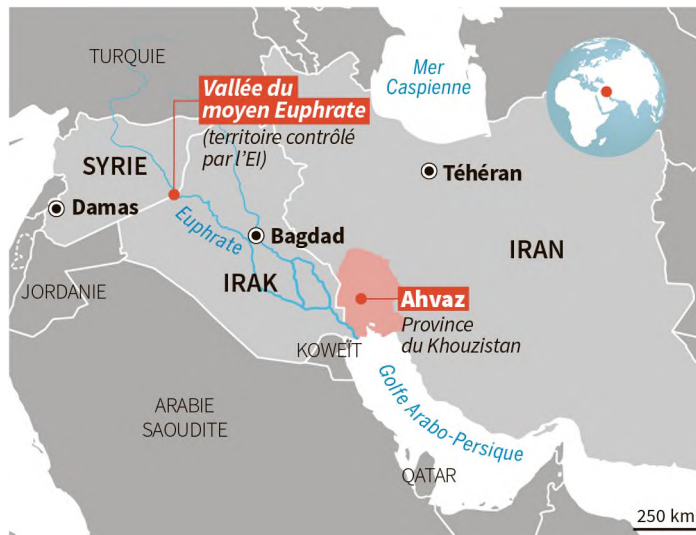 TURQUIE
Mer
Caspienne
Vallée du
moyen Euphrate
(territoire contrôlé
par l'EI)
SYRIE
Téhéran
Damas
Euphrate
Bagdad
IRAN
IRAK
JORDANIE
Ahvaz
Province
du Khouzistan
KOWEÏT
Golfe Arabo-Persique
ARABIE
SAOUDITE
QATAR
250 km